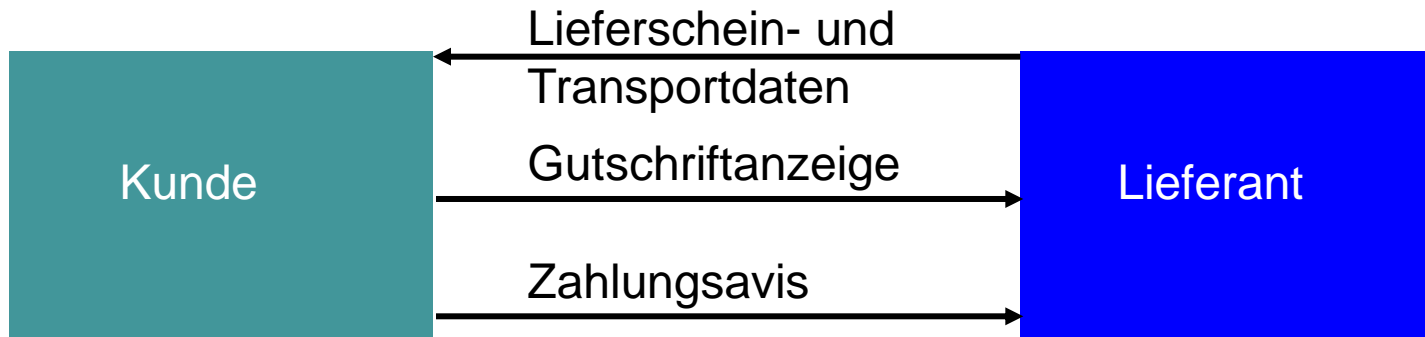 Lieferschein- und
Transportdaten
Kunde
Gutschriftanzeige
Lieferant
Zahlungsavis